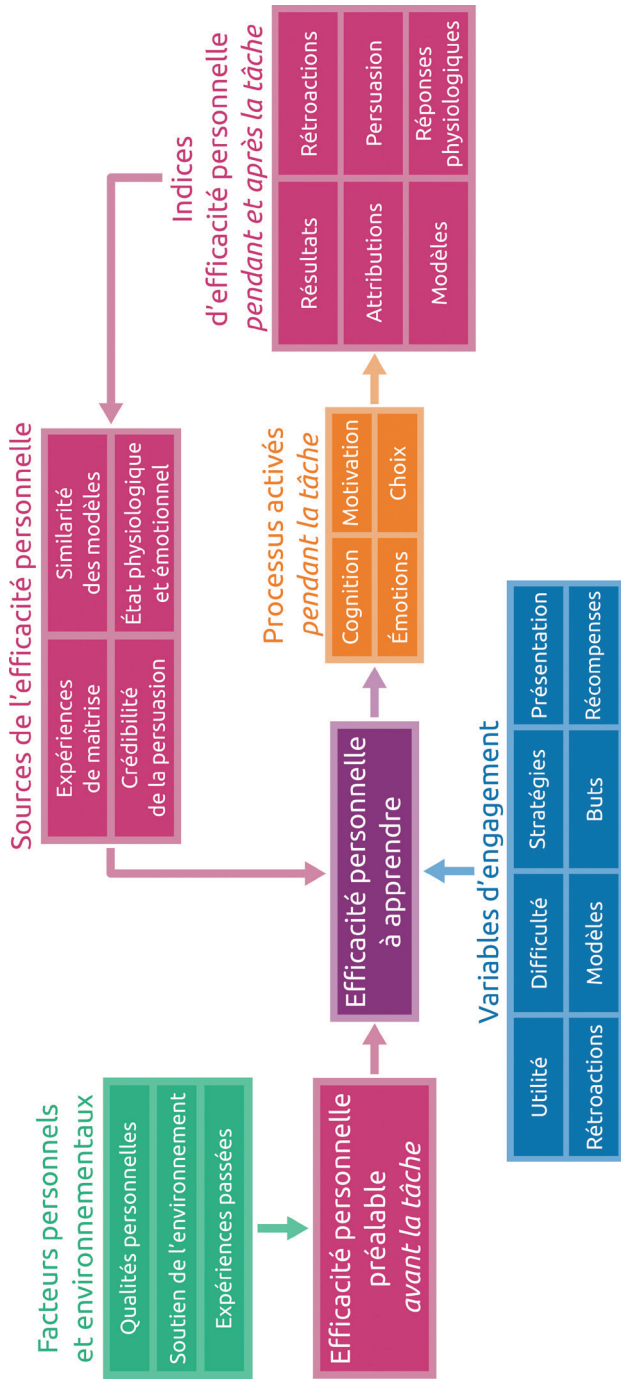 Facteurs personnels
et environnementaux
Qualités personnelles
Soutien de l'environnement
Expériences passées
Efficacité personnelle
préalable
avant la tâche
Sources de l'efficacité personnelle
Expériences
de maîtrise
Similarité
des modèles
Crédibilité
de la persuasion
État physiologique
et émotionnel
Efficacité personnelle
à apprendre
Variables d'engagement
Utilité
Difficulté
Stratégies
Présentation
Rétroactions
Modèles
Buts
Récompenses
Processus activés
pendant la tâche
Cognition
Motivation
Émotions
Choix
Indices
d'efficacité personnelle
pendant et après la tâche
Résultats
Rétroactions
Attributions
Persuasion
Modèles
Réponses
physiologiques